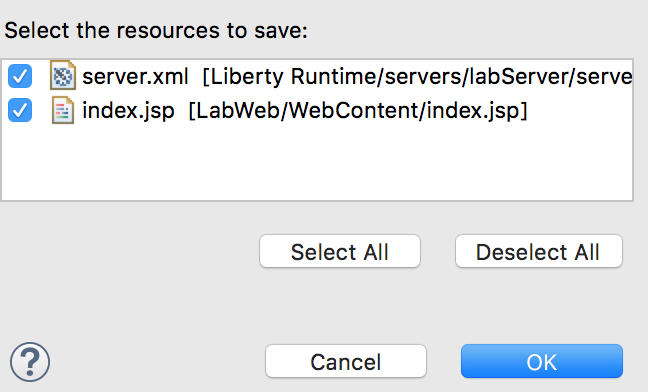 Select the resources to save:
server.xml [Liberty Runtime/servers/labServer/serve
index.jsp [LabWeb/WebContent/index.jsp]
Select All
Deselect All
?
Cancel
OK